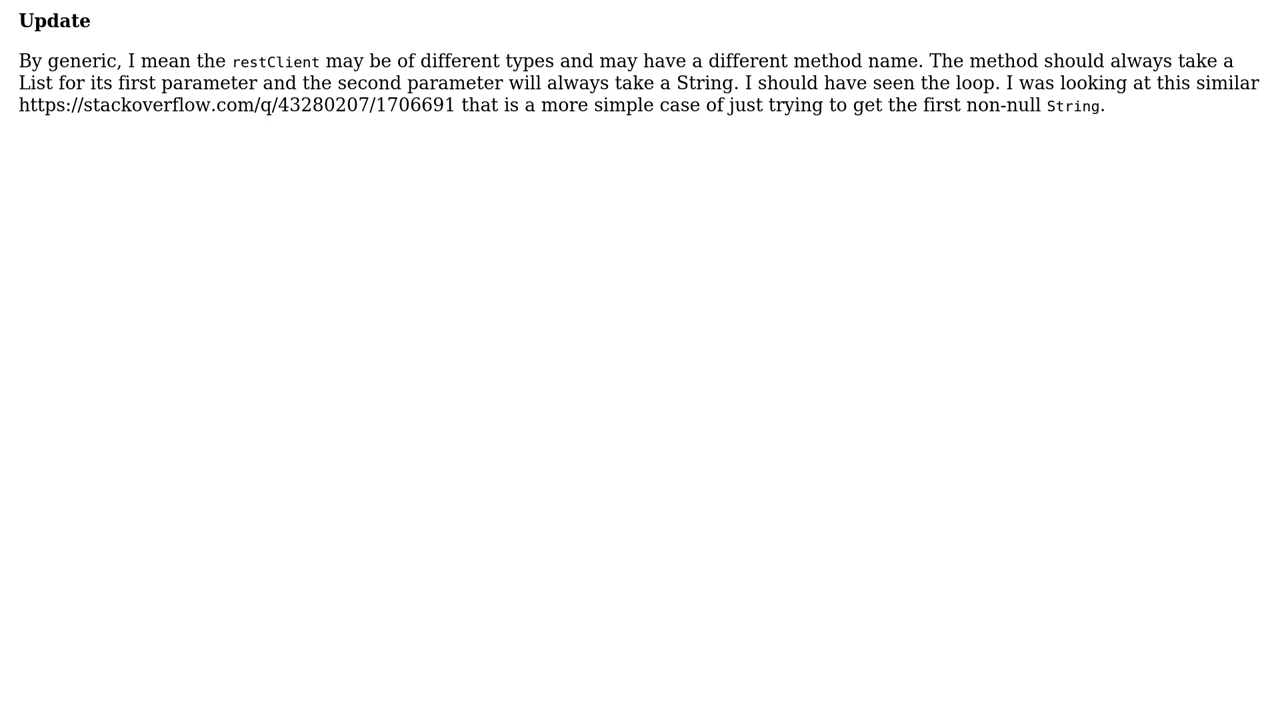 Update
By generic, I mean the restClient may be of different types and may have a different method name. The method should always take a
List for its first parameter and the second parameter will always take a String. I should have seen the loop. I was looking at this similar
https://stackoverflow.com/q/43280207/1706691 that is a more simple case of just trying to get the first non-null String.